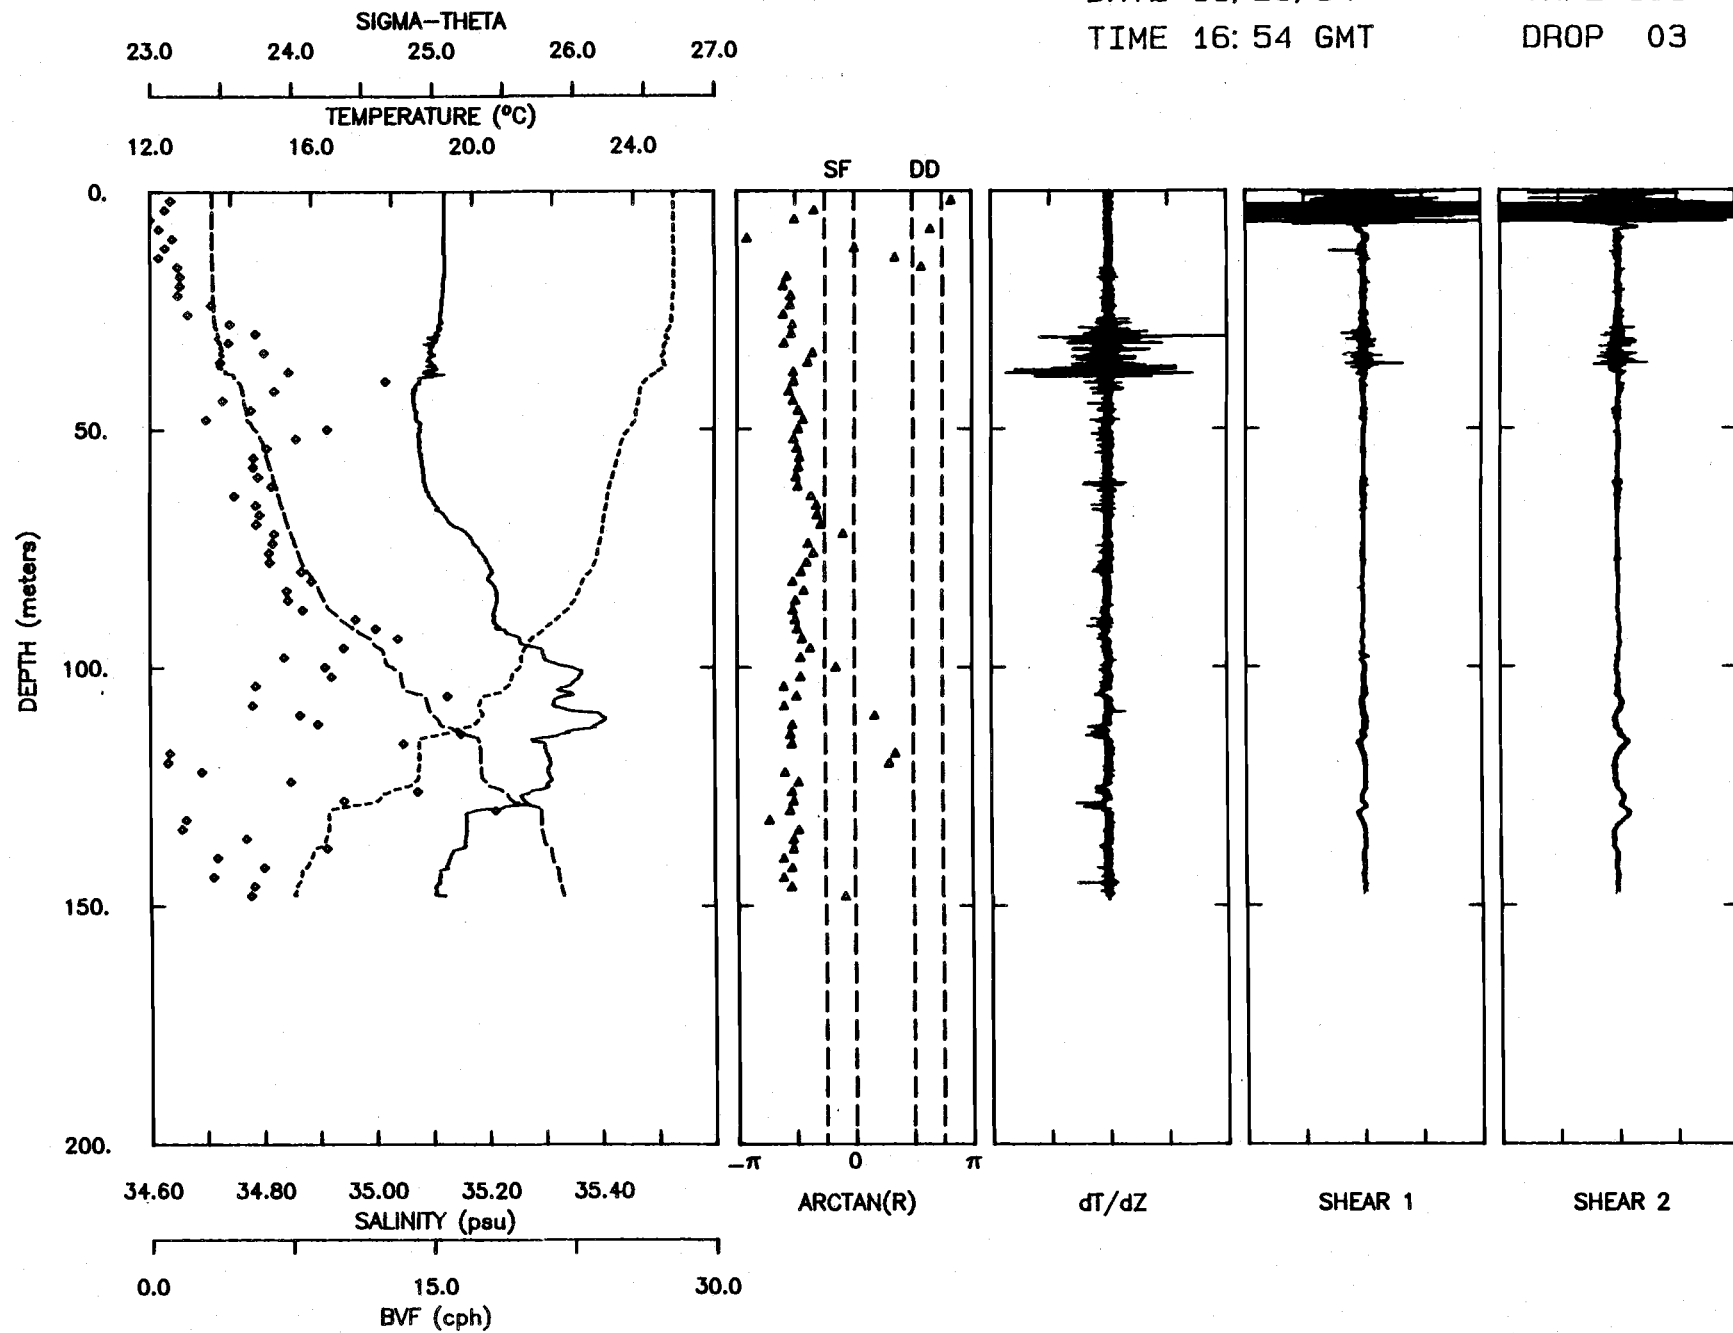 TIME 16:54 GMT
DROP 03
SIGMA-THETA
23.0 24.0 25.0 26.0 27.0
TEMPERATURE (°C)
12.0 16.0 20.0 24.0
SF DD
0.
50.
100.
150.
200.
DEPTH (meters)
-π 0 π
34.60 34.80 35.00 35.20 35.40
SALINITY (psu)
ARCTAN(R)
dT/dZ
SHEAR 1
SHEAR 2
0.0 15.0 30.0
BVF (cph)